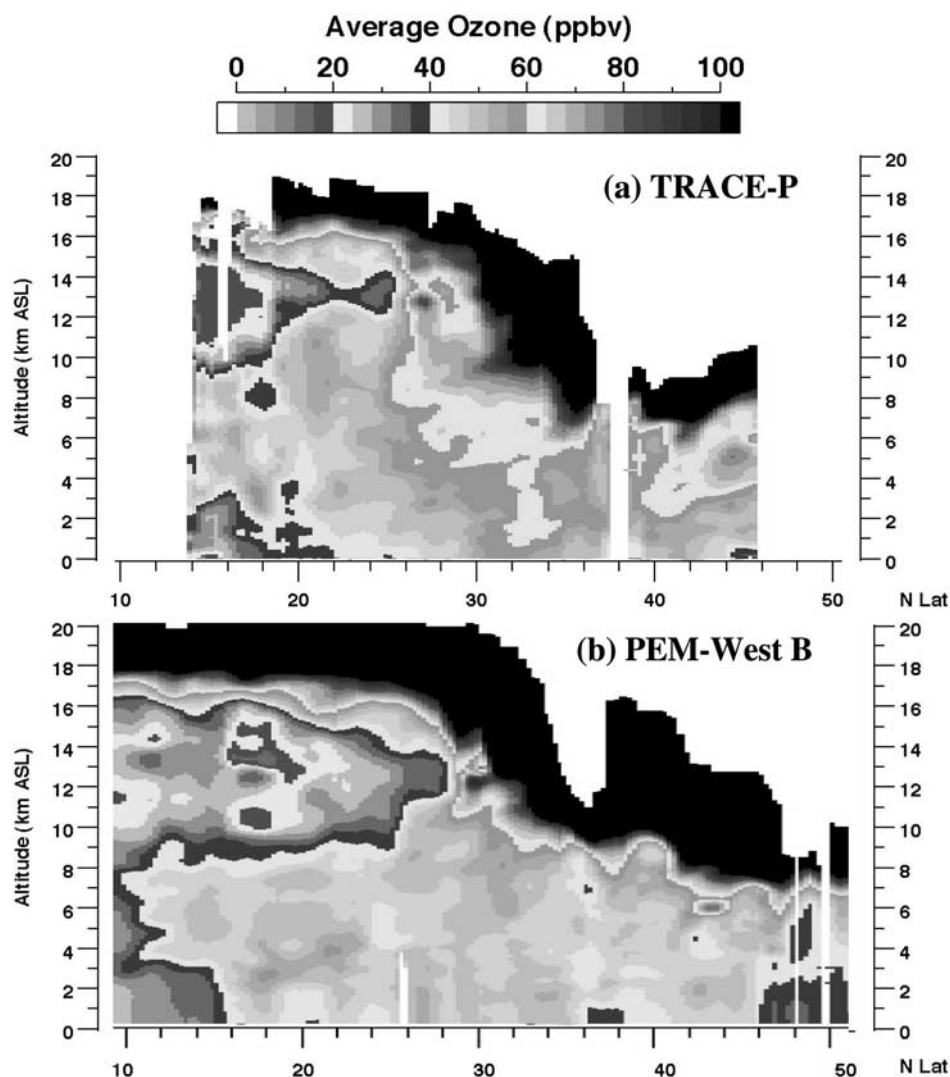 Average Ozone (ppbv)
0 20 40 60 80 100
(a) TRACE-P
Altitude (km ASL)
20 20
18 18
16 16
14 14
12 12
10 10
8 8
6 6
4 4
2 2
0 0
10 20 30 40 50 N Lat
(b) PEM-West B
Altitude (km ASL)
20 20
18 18
16 16
14 14
12 12
10 10
8 8
6 6
4 4
2 2
0 0
10 20 30 40 50 N Lat